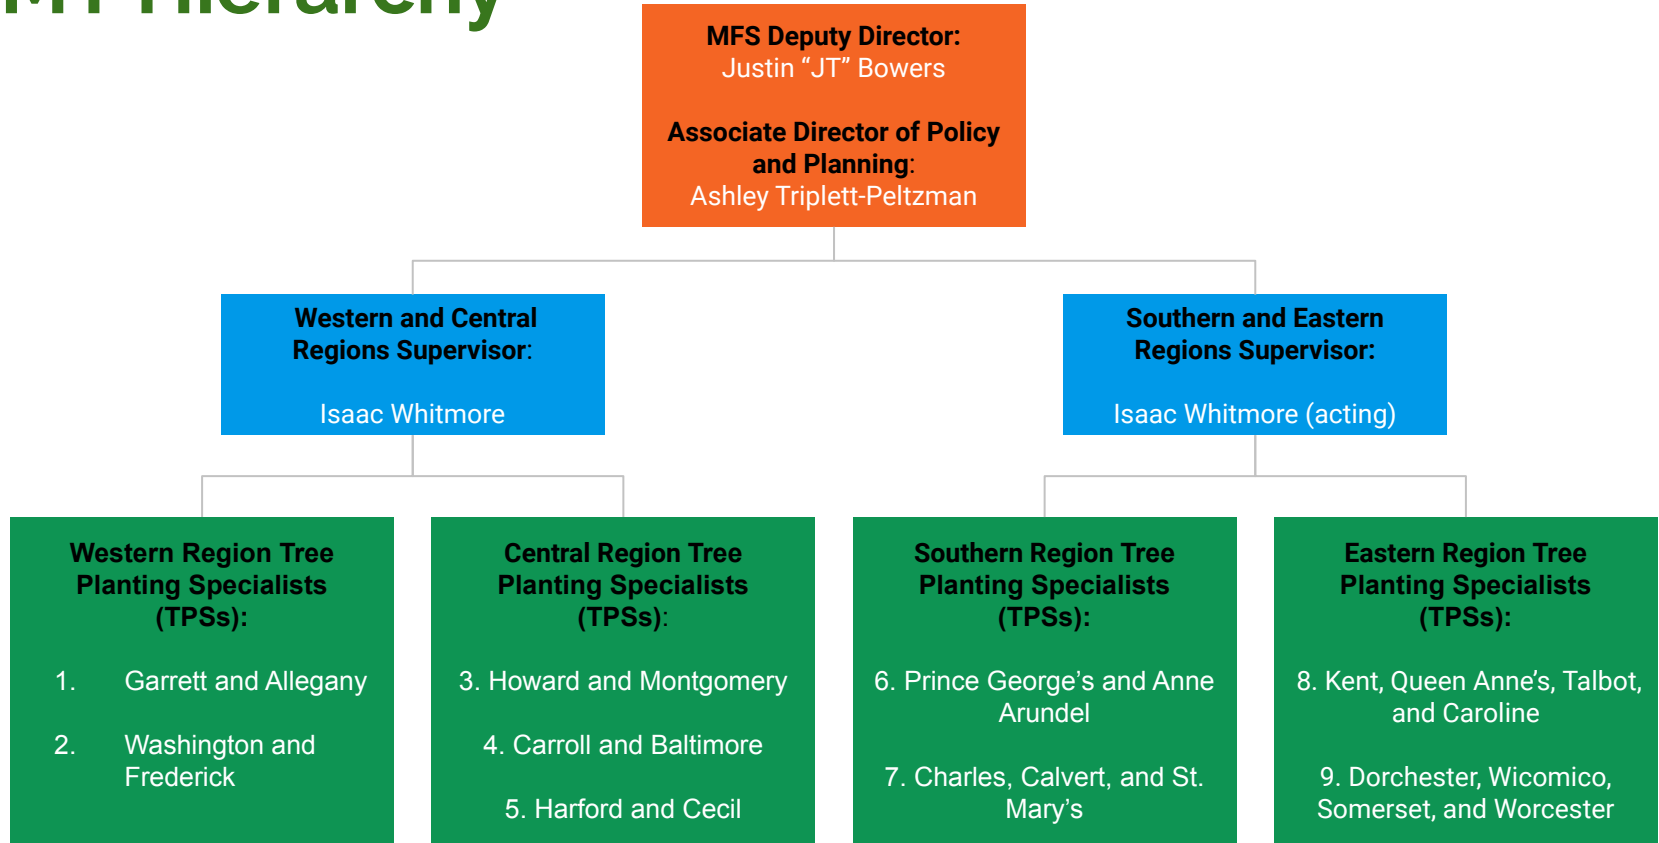 Hierarchy
MFS Deputy Director:
Justin “JT” Bowers
Associate Director of Policy
and Planning:
Ashley Triplett-Peltzman
Western and Central
Regions Supervisor:
Isaac Whitmore
Southern and Eastern
Regions Supervisor:
Isaac Whitmore (acting)
Western Region Tree
Planting Specialists
(TPSs):
1. Garrett and Allegany
2. Washington and
Frederick
Central Region Tree
Planting Specialists
(TPSs):
3. Howard and Montgomery
4. Carroll and Baltimore
5. Harford and Cecil
Southern Region Tree
Planting Specialists
(TPSs):
6. Prince George’s and Anne
Arundel
7. Charles, Calvert, and St.
Mary’s
Eastern Region Tree
Planting Specialists
(TPSs):
8. Kent, Queen Anne’s, Talbot,
and Caroline
9. Dorchester, Wicomico,
Somerset, and Worcester